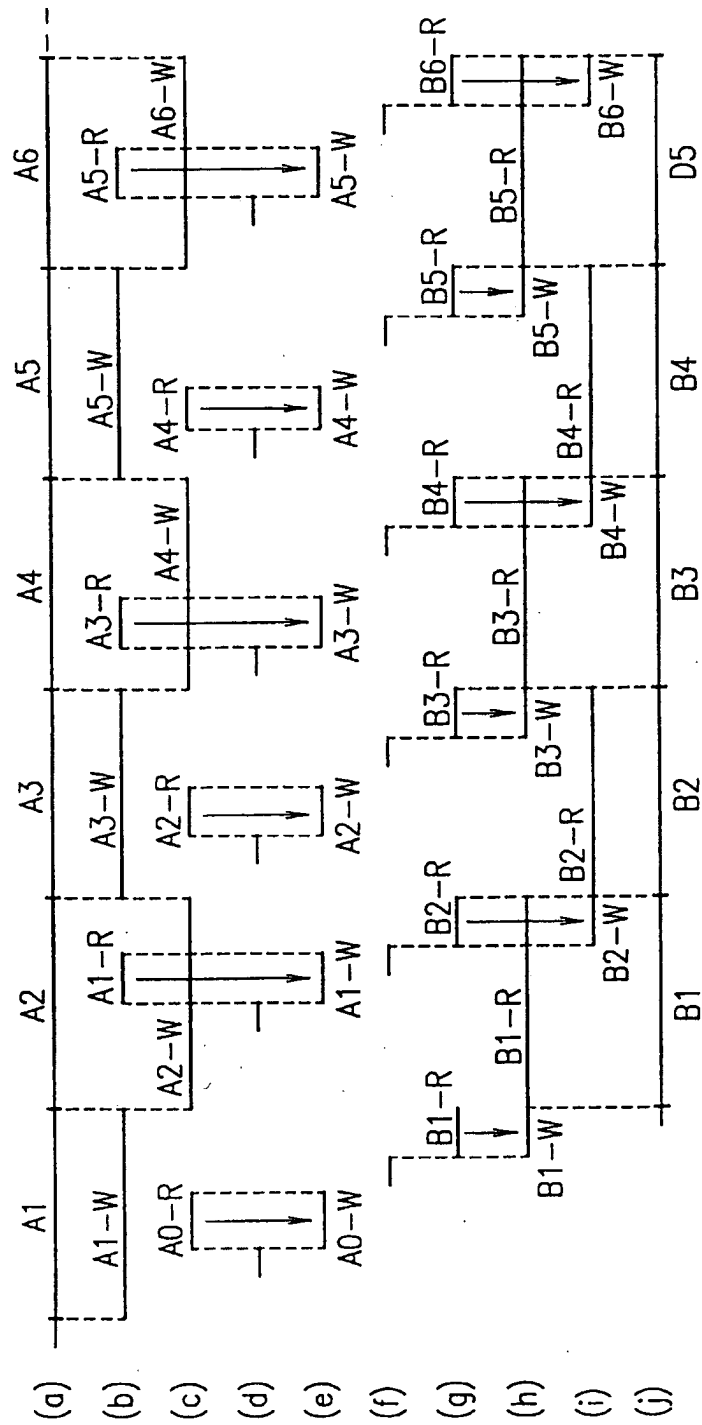 (a) A1 A2 A3 A4 A5 A6
(b) A1-W A1-R A3-W A3-R A5-W A5-R
(c) A0-R A2-W A2-R A4-W A4-R A6-W
(d)
(e) A0-W A1-W A2-W A3-W A4-W A5-W
(f)
(g) B1-R B2-R B3-R B4-R B5-R B6-R
(h) B1-W B1-R B3-W B3-R B5-W B5-R
(i) B2-W B2-R B4-W B4-R B6-W
(j) B1 B2 B3 B4 D5